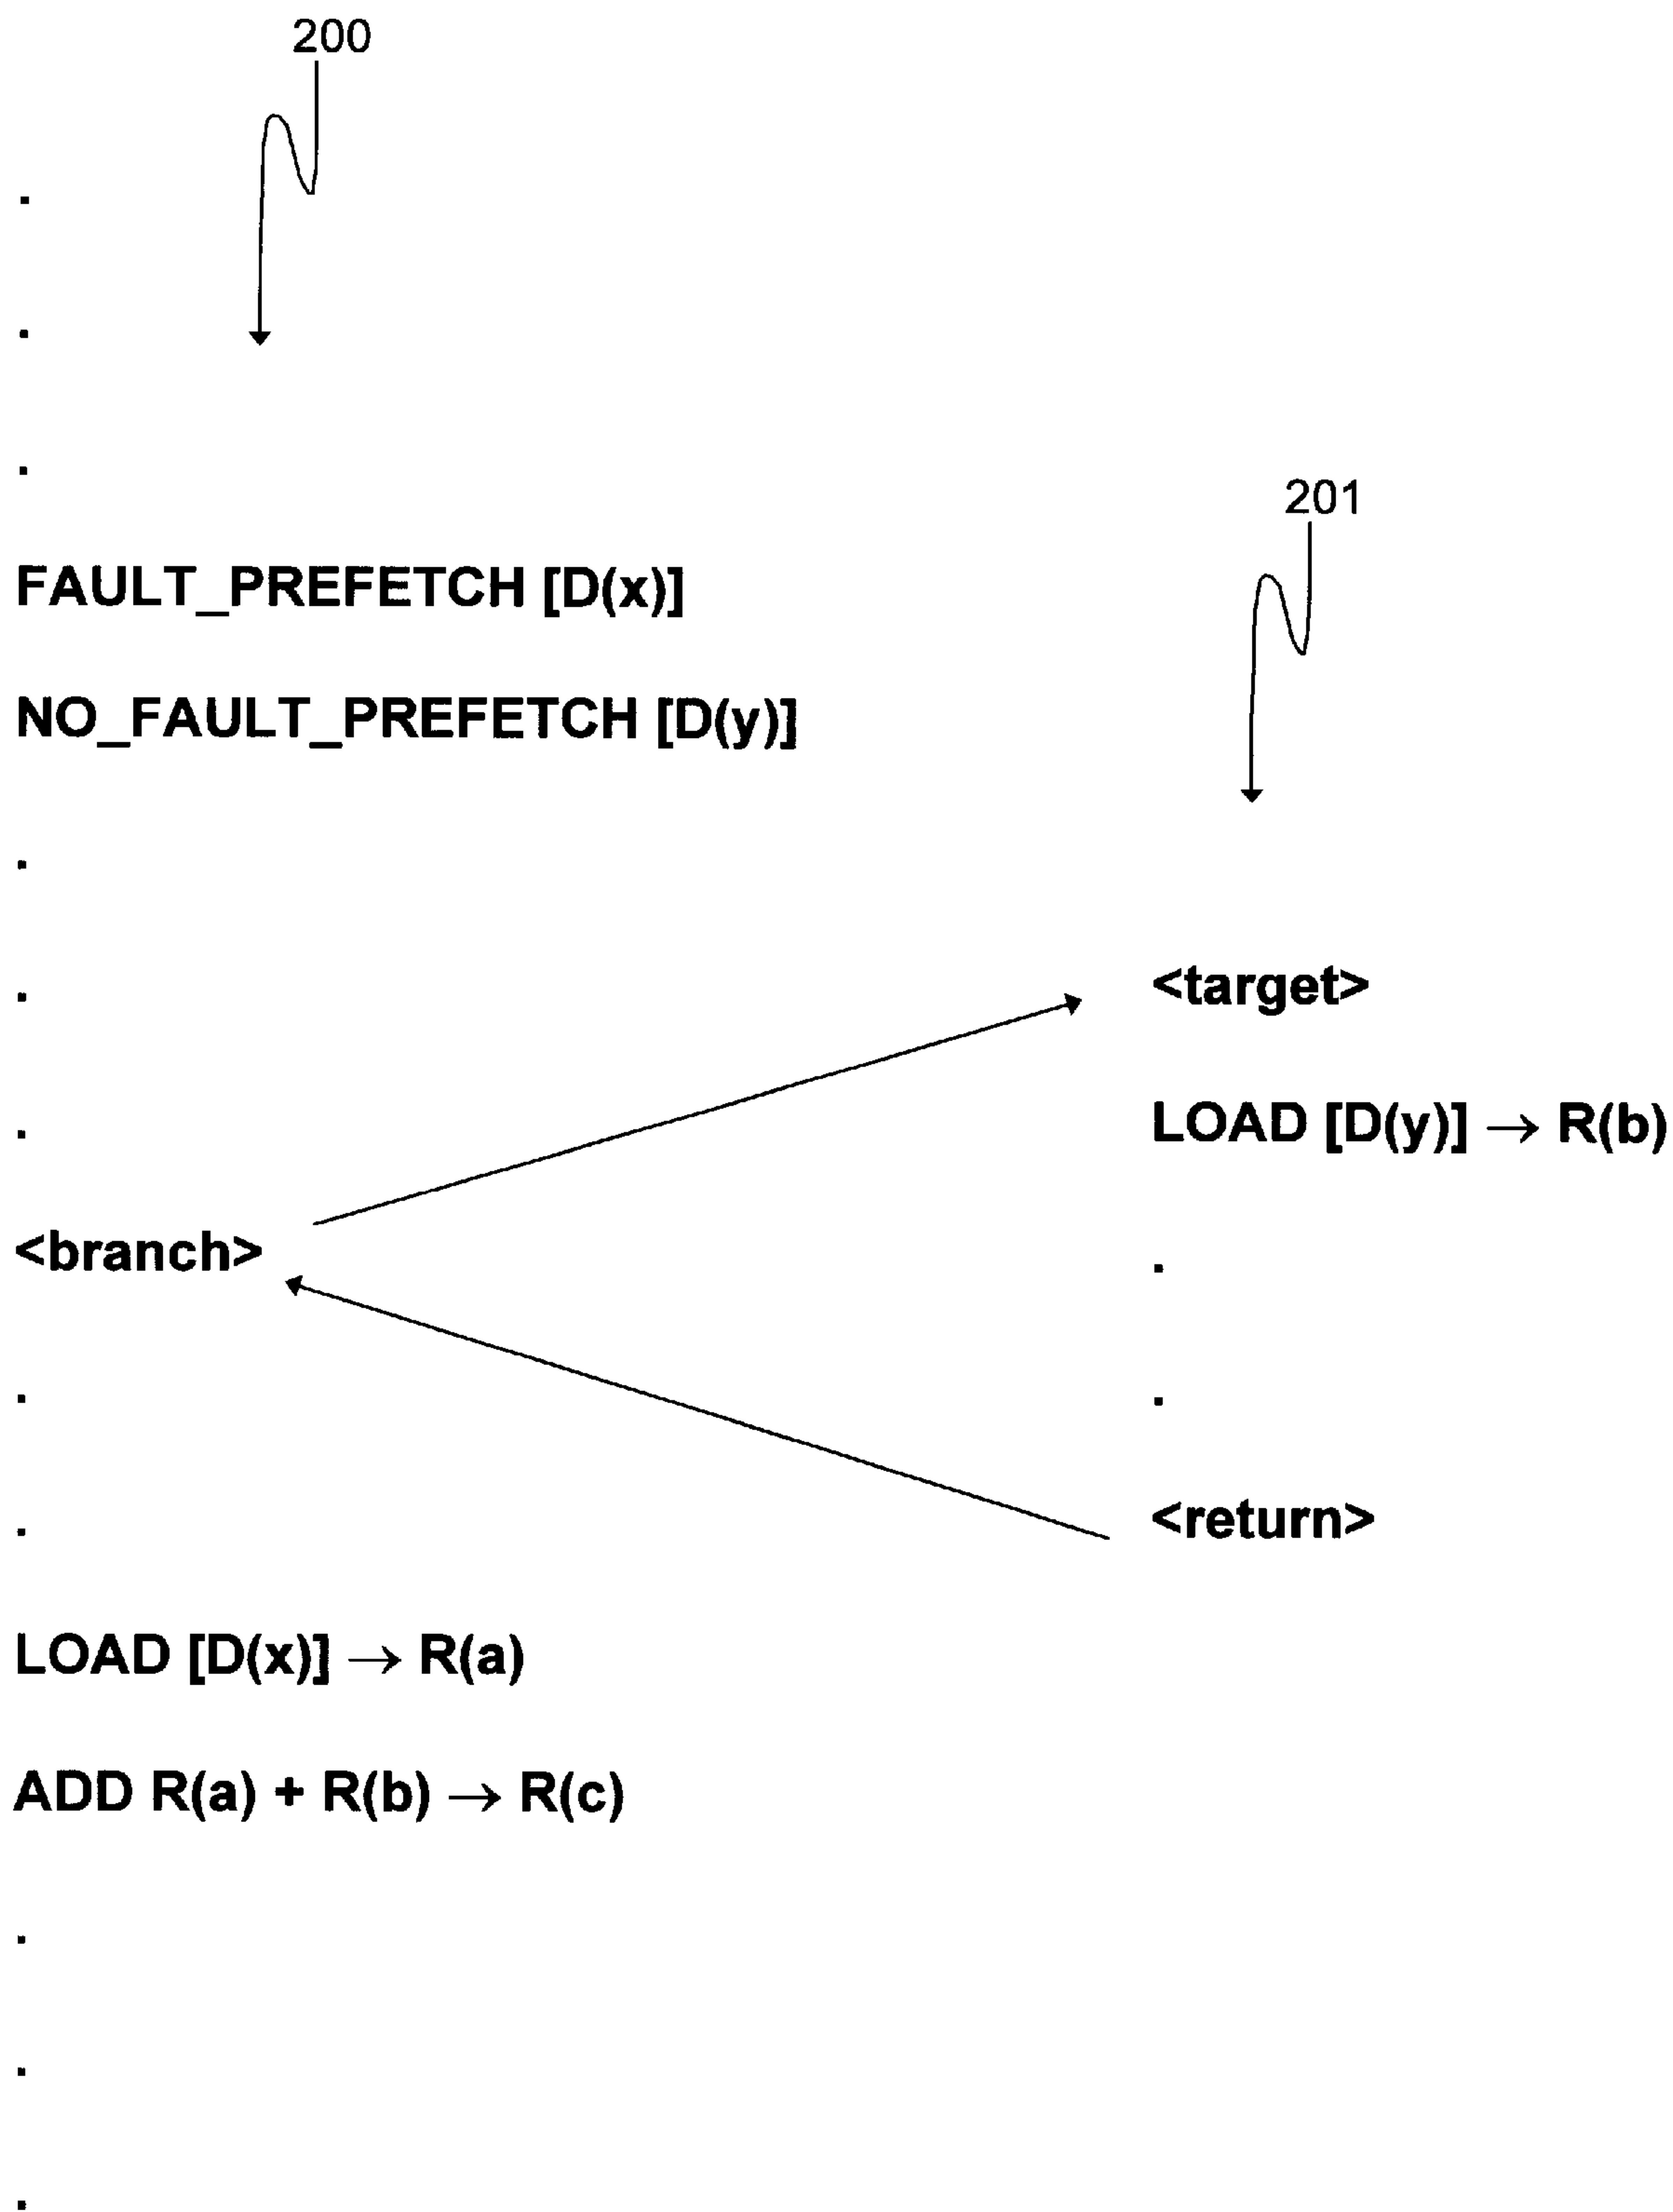 200
.
.
.
FAULT_PREFETCH [D(x)]
NO_FAULT_PREFETCH [D(y)]
.
.
.
<branch>
.
.
LOAD [D(x)] → R(a)
ADD R(a) + R(b) → R(c)
.
.
.
201
<target>
LOAD [D(y)] → R(b)
.
.
<return>